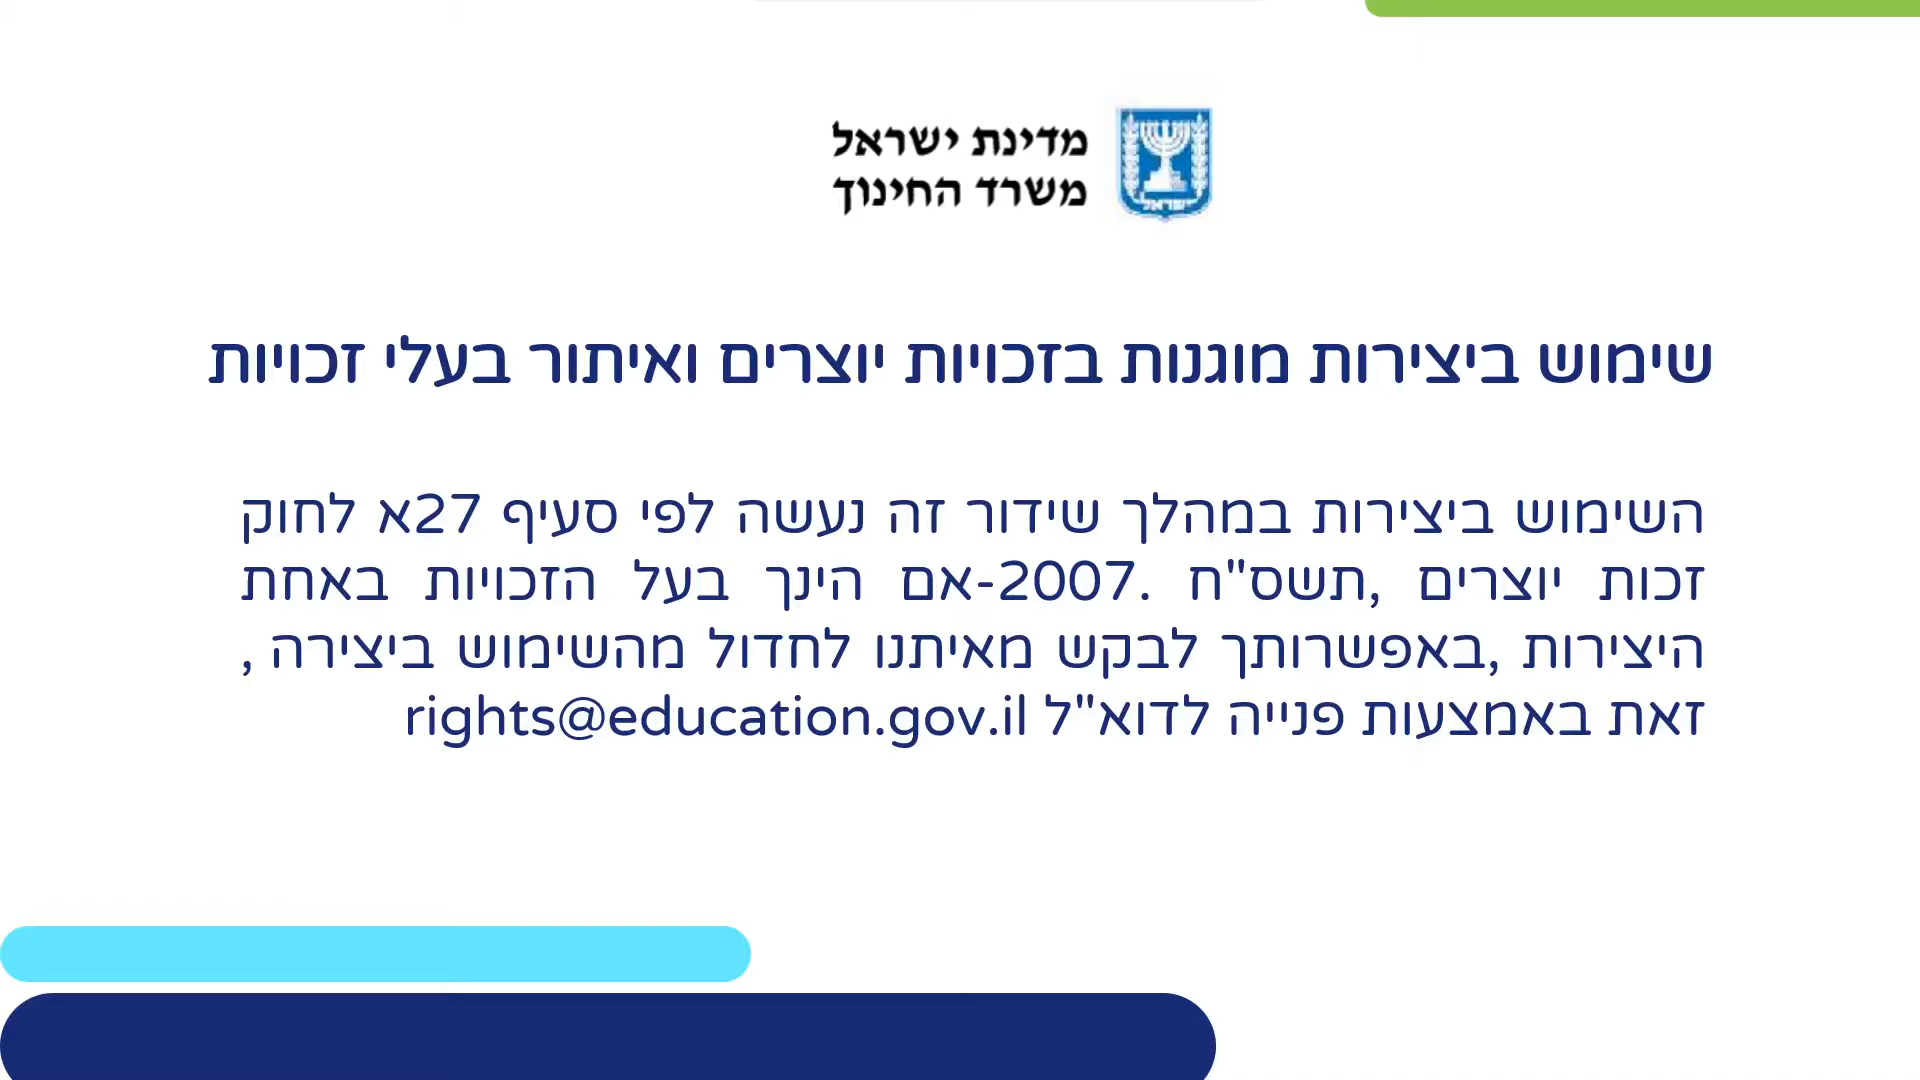 מדינת ישראל
משרד החינוך
שימוש ביצירות מוגנות בזכויות יוצרים ואיתור בעלי זכויות
השימוש ביצירות במהלך שידור זה נעשה לפי סעיף 27א לחוק
זכות יוצרים ,תשס"ח .2007-אם הינך בעל הזכויות באחת
היצירות ,באפשרותך לבקש מאיתנו לחדול מהשימוש ביצירה ,
זאת באמצעות פנייה לדוא"ל rights@education.gov.il